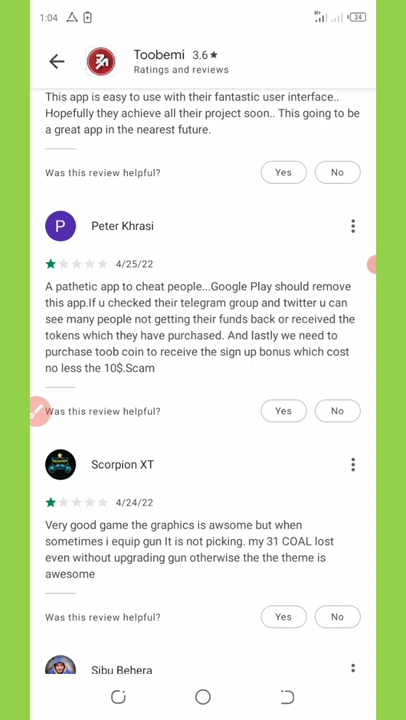 1:04
34
Toobemi 3.6★
Ratings and reviews
This app is easy to use with their fantastic user interface..
Hopefully they achieve all their project soon.. This going to be
a great app in the nearest future.
Was this review helpful? Yes No
P Peter Khrasi
4/25/22
A pathetic app to cheat people...Google Play should remove
this app.If u checked their telegram group and twitter u can
see many people not getting their funds back or received the
tokens which they have purchased. And lastly we need to
purchase toob coin to receive the sign up bonus which cost
no less the 10$.Scam
Was this review helpful? Yes No
Scorpion XT
4/24/22
Very good game the graphics is awsome but when
sometimes i equip gun It is not picking. my 31 COAL lost
even without upgrading gun otherwise the the theme is
awesome
Was this review helpful? Yes No
Sibu Behera